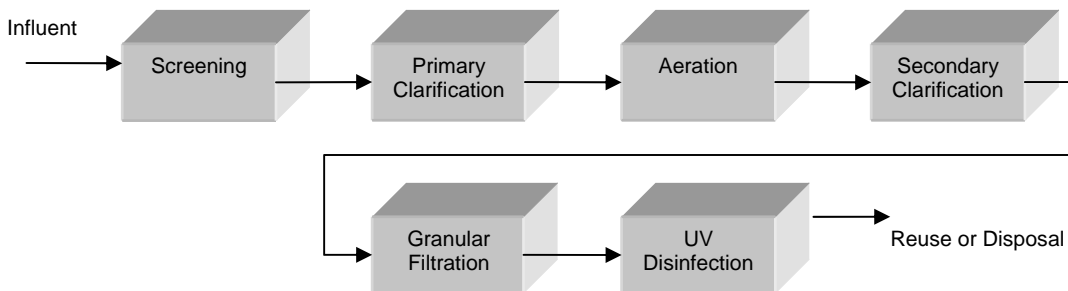 Influent
Screening
Primary
Clarification
Aeration
Secondary
Clarification
Granular
Filtration
UV
Disinfection
Reuse or Disposal